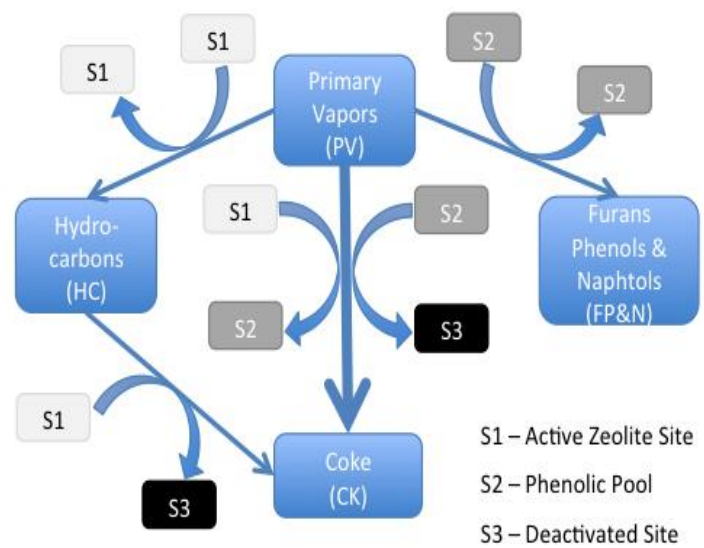 S1
S1
S2
S2
Primary
Vapors
(PV)
Hydro-
carbons
(HC)
S1
S2
Furans
Phenols &
Naphtols
(FP&N)
S2
S3
S1
S3
Coke
(CK)
S1 – Active Zeolite Site
S2 – Phenolic Pool
S3 – Deactivated Site